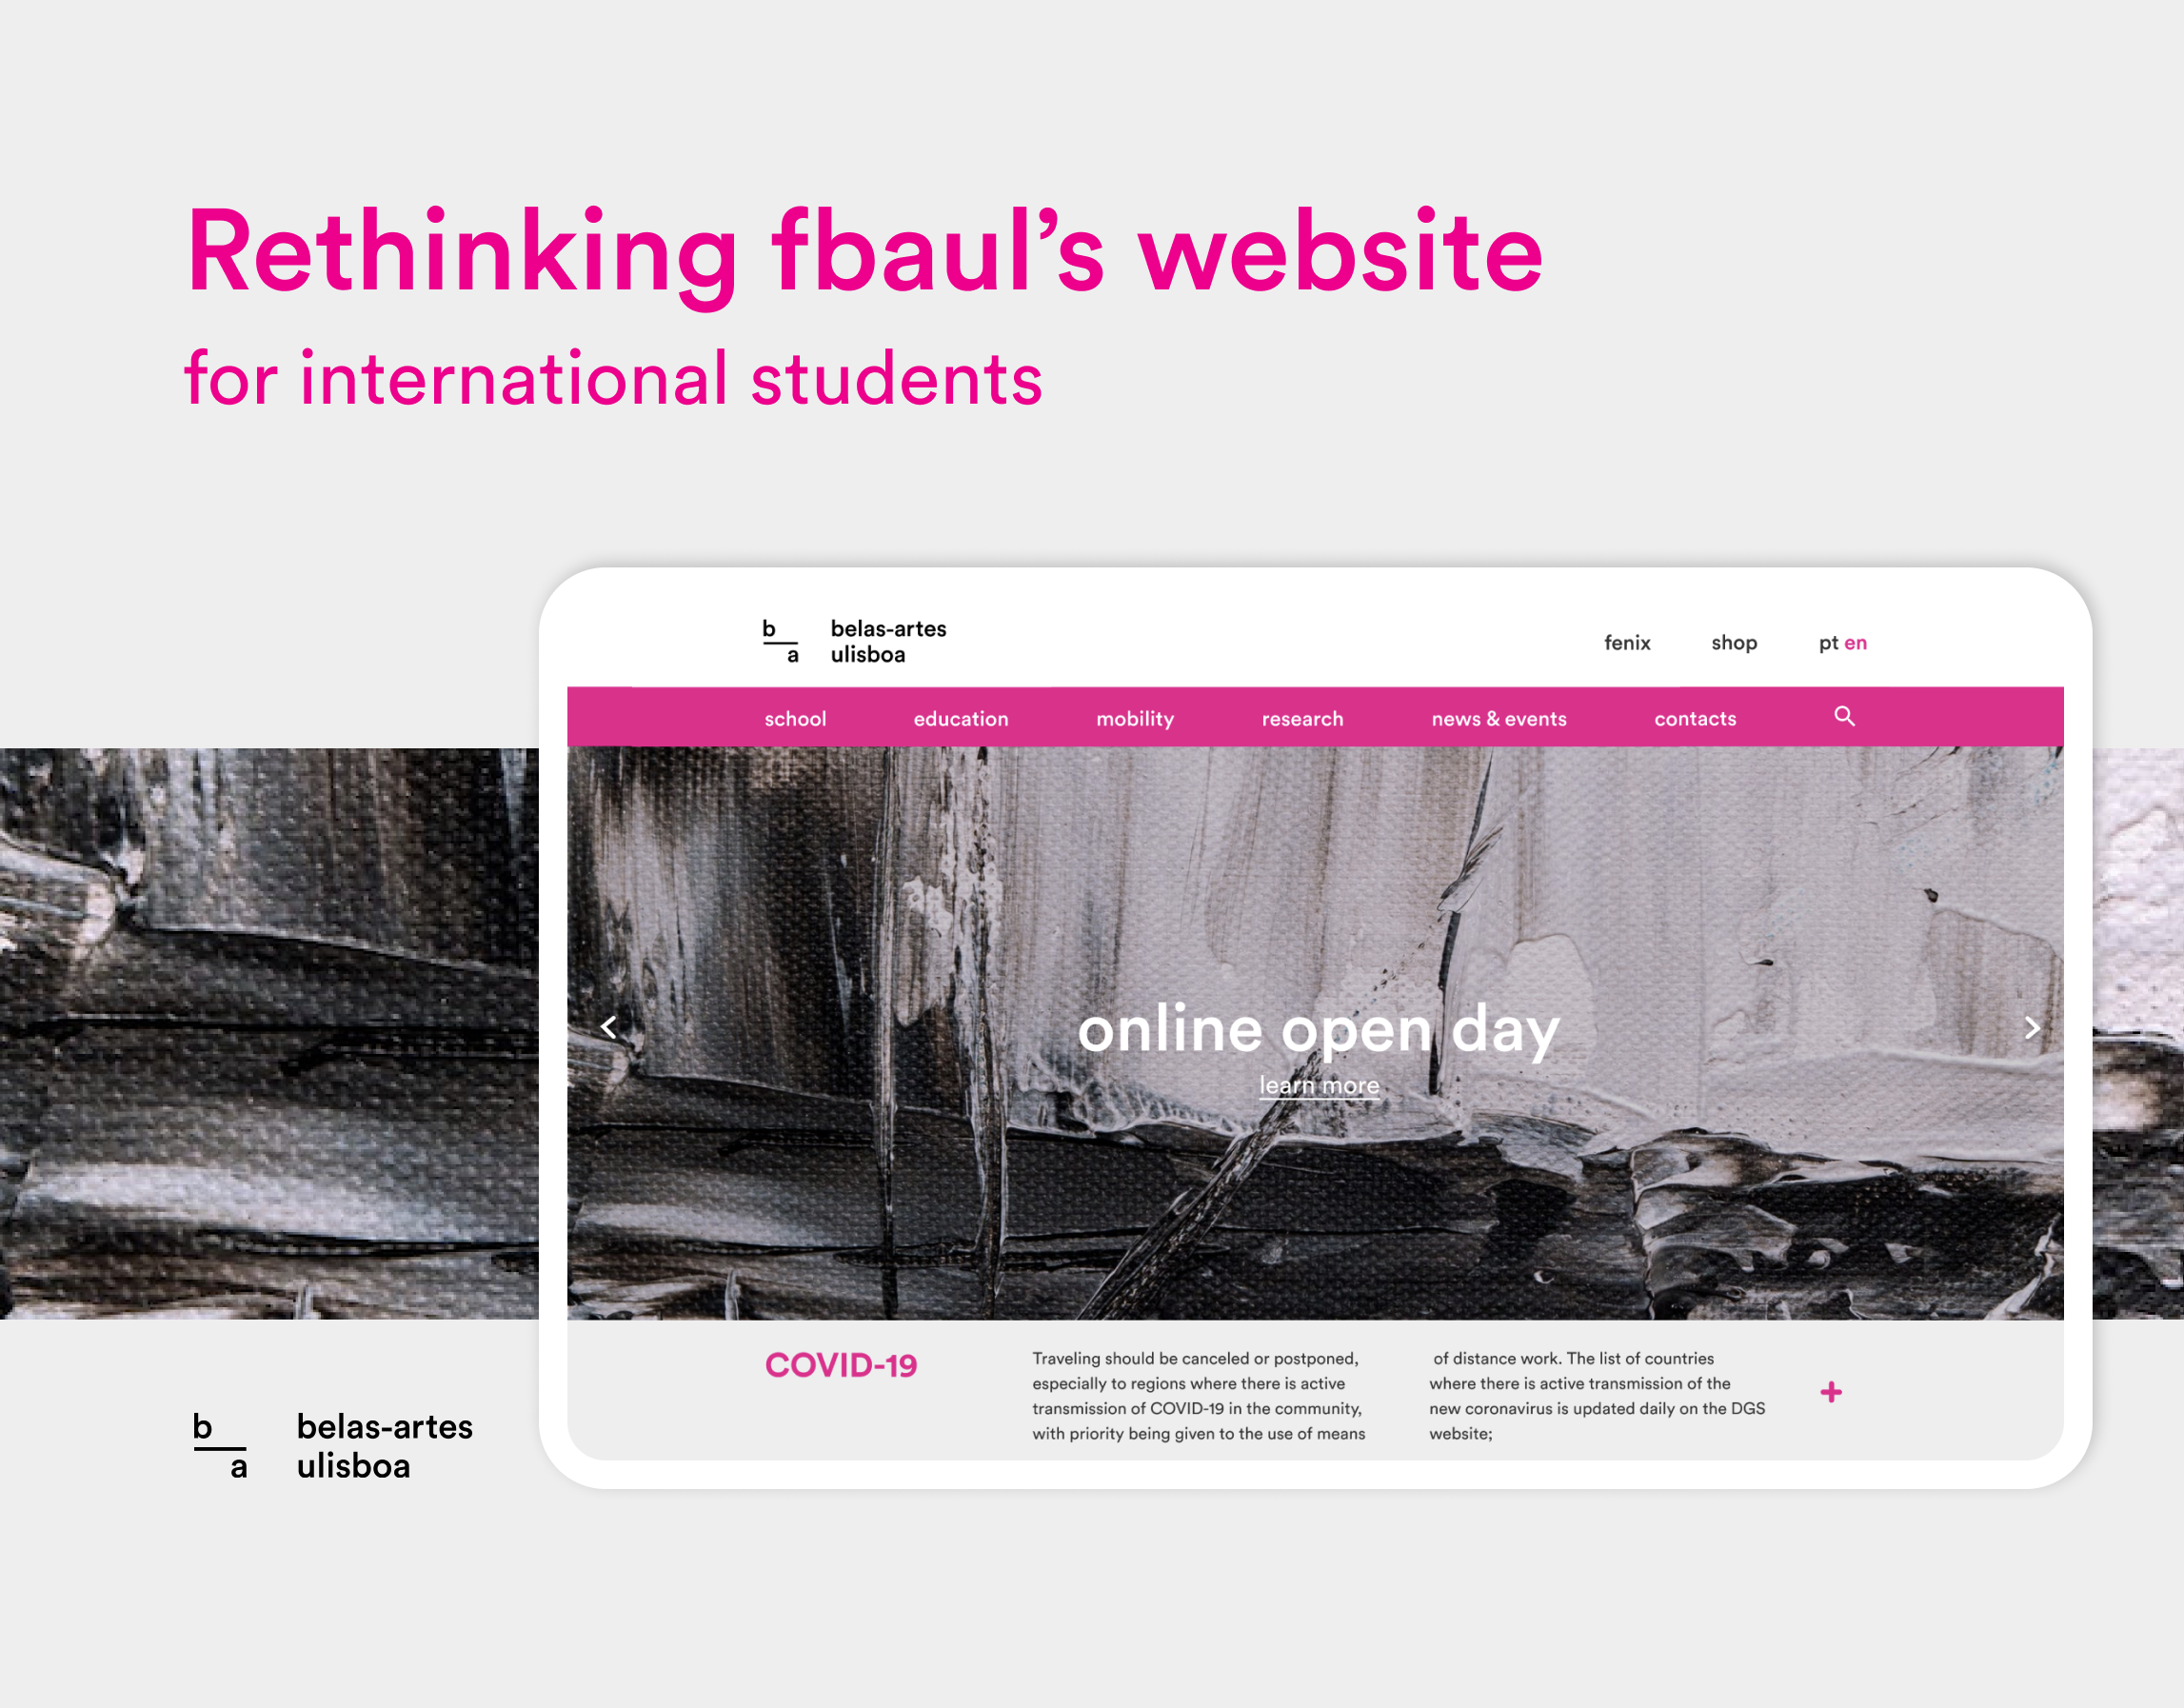 Rethinking fbaul’s website
for international students
b
a
belas-artes
ulisboa
fenix
shop
pt en
school
education
mobility
research
news & events
contacts
online open day
learn more
COVID-19
Traveling should be canceled or postponed,
especially to regions where there is active
transmission of COVID-19 in the community,
with priority being given to the use of means
of distance work. The list of countries
where there is active transmission of the
new coronavirus is updated daily on the DGS
website;
b
a
belas-artes
ulisboa